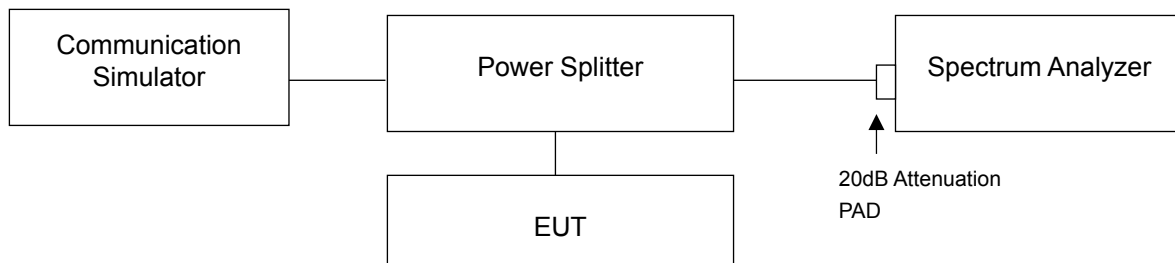 Communication
Simulator
Power Splitter
Spectrum Analyzer
20dB Attenuation
PAD
EUT